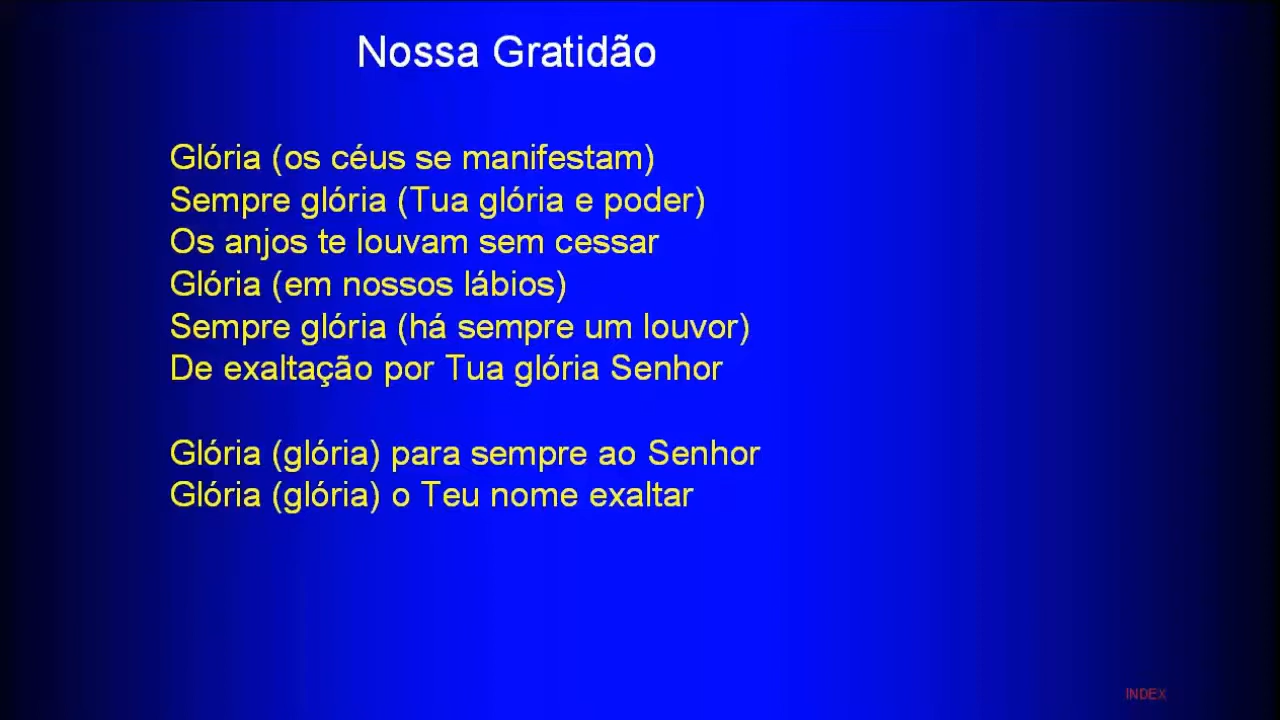 Nossa Gratidão
Glória (os céus se manifestam)
Sempre glória (Tua glória e poder)
Os anjos te louvam sem cessar
Glória (em nossos lábios)
Sempre glória (há sempre um louvor)
De exaltação por Tua glória Senhor
Glória (glória) para sempre ao Senhor
Glória (glória) o Teu nome exaltar
INDEX